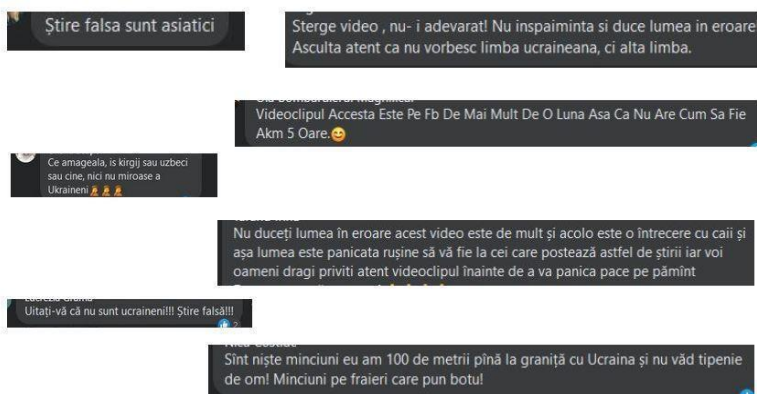 Știre falsa sunt asiatici
Sterge video , nu- i adevarat! Nu inspaiminta si duce lumea in eroare
Asculta atent ca nu vorbesc limba ucraineana, ci alta limba.
Videoclipul Accesta Este Pe Fb De Mai Mult De O Luna Asa Ca Nu Are Cum Sa Fie
Akm 5 Oare.😊
Ce amageala, is kirgij sau uzbeci
sau cine, nici nu miroase a
Ukraineni 🤦🤦🤦
Nu duceți lumea în eroare acest video este de mult și acolo este o întrecere cu caii și
așa lumea este panicata rușine să vă fie la cei care postează astfel de știrii iar voi
oameni dragi priviti atent videoclipul înainte de a va panica pace pe pămînt
Uitați-vă că nu sunt ucraineni!!! Știre falsă!!!
2
Sînt niște minciuni eu am 100 de metrii pînă la graniță cu Ucraina și nu văd tipenie
de om! Minciuni pe fraieri care pun botu!